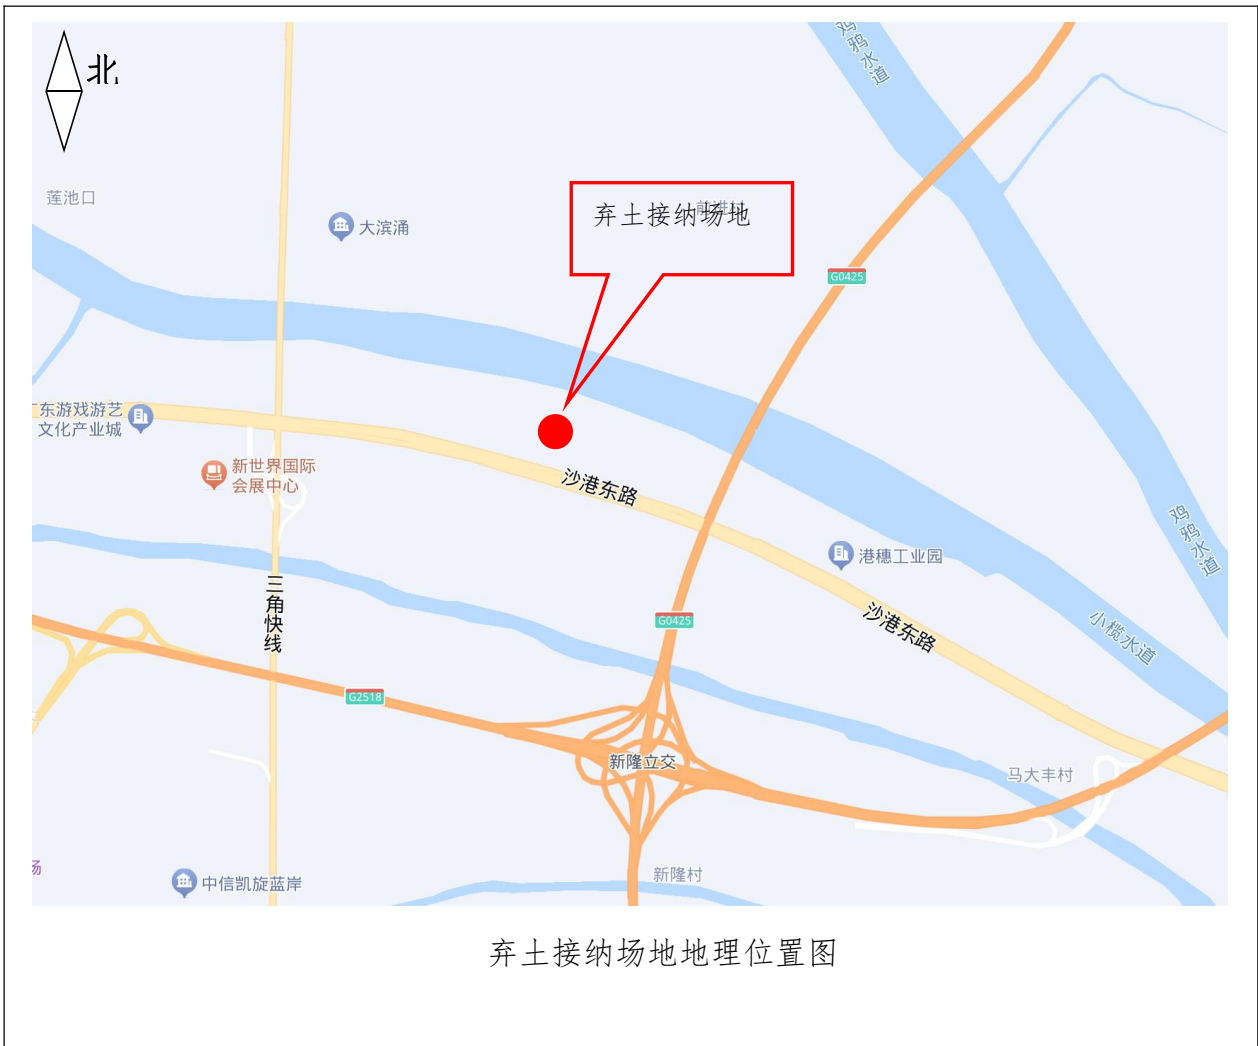 北
鸡鸦水道
莲池口
大滨涌
弃土接纳场地
前进村
G0425
东游戏游艺
文化产业城
新世界国际
会展中心
沙港东路
鸡鸦水道
港穗工业园
三角快线
G0425
沙港东路
小榄水道
G2518
新隆立交
马大丰村
新隆村
中信凯旋蓝岸
弃土接纳场地地理位置图